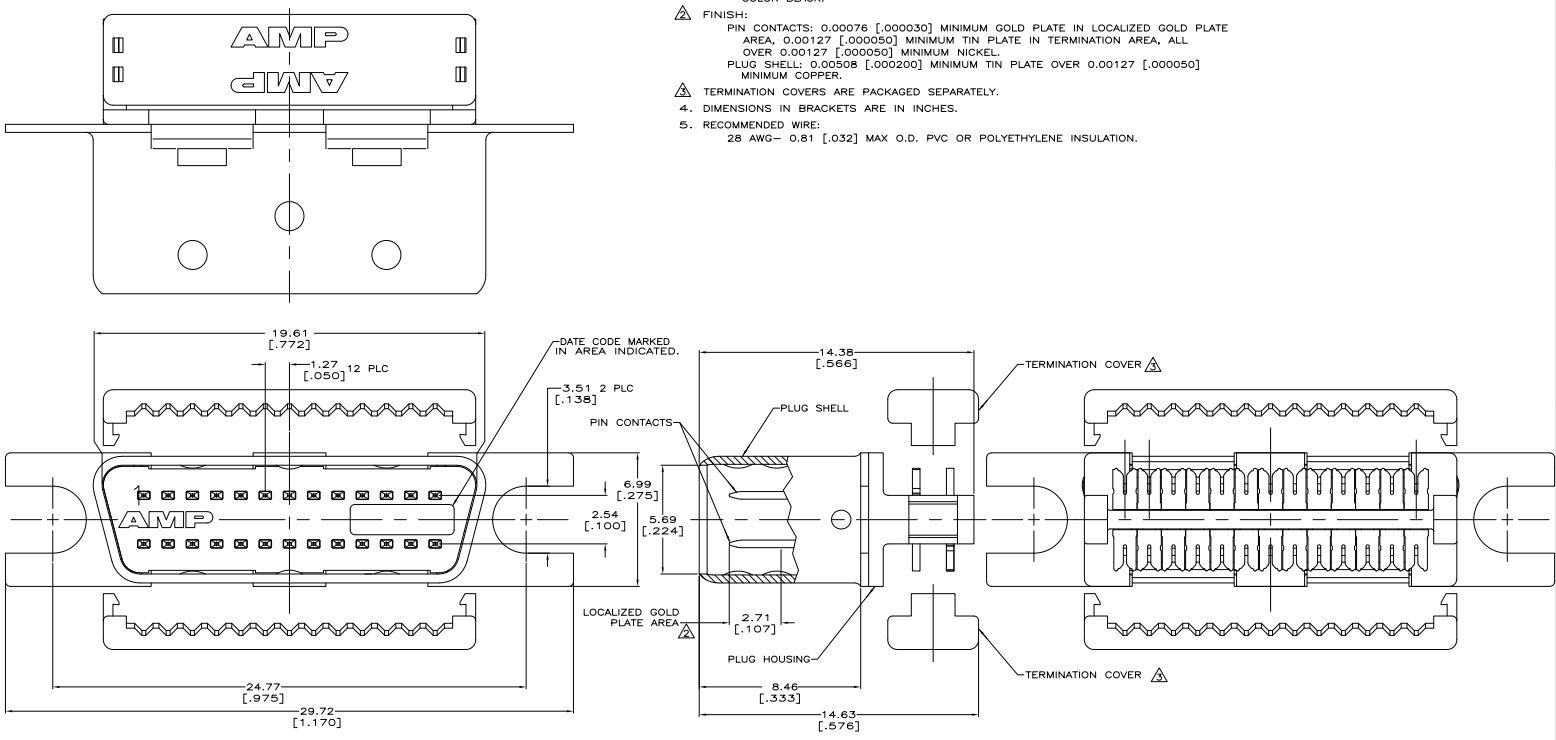 COLOR BLACK.
2 FINISH:
PIN CONTACTS: 0.00076 [.000030] MINIMUM GOLD PLATE IN LOCALIZED GOLD PLATE
AREA, 0.00127 [.000050] MINIMUM TIN PLATE IN TERMINATION AREA, ALL
OVER 0.00127 [.000050] MINIMUM NICKEL.
PLUG SHELL: 0.00508 [.000200] MINIMUM TIN PLATE OVER 0.00127 [.000050]
MINIMUM COPPER.
3 TERMINATION COVERS ARE PACKAGED SEPARATELY.
4. DIMENSIONS IN BRACKETS ARE IN INCHES.
5. RECOMMENDED WIRE:
28 AWG- 0.81 [.032] MAX O.D. PVC OR POLYETHYLENE INSULATION.
AMP
AMP
19.61
[.772]
1.27
[.050] 12 PLC
DATE CODE MARKED
IN AREA INDICATED.
3.51 2 PLC
[.138]
1
AMP
6.99
[.275]
2.54
[.100]
24.77
[.975]
29.72
[1.170]
14.38
[.566]
TERMINATION COVER 3
PLUG SHELL
PIN CONTACTS
5.69
[.224]
LOCALIZED GOLD
PLATE AREA 2
2.71
[.107]
PLUG HOUSING
8.46
[.333]
14.63
[.576]
TERMINATION COVER 3